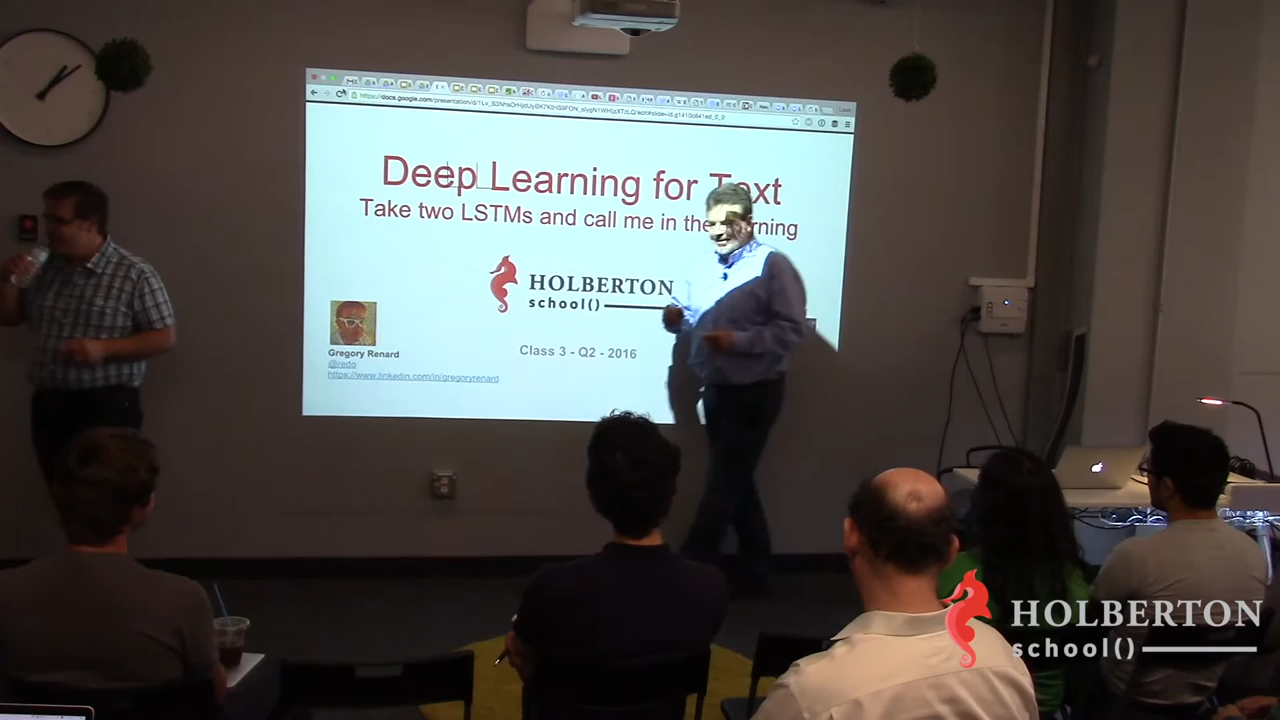 Deep Learning for Text
Take two LSTMs and call me in the morning
HOLBERTON
school()
Gregory Renard
@redo
https://www.linkedin.com/in/gregoryrenard
Class 3 - Q2 - 2016
HOLBERTON
school()